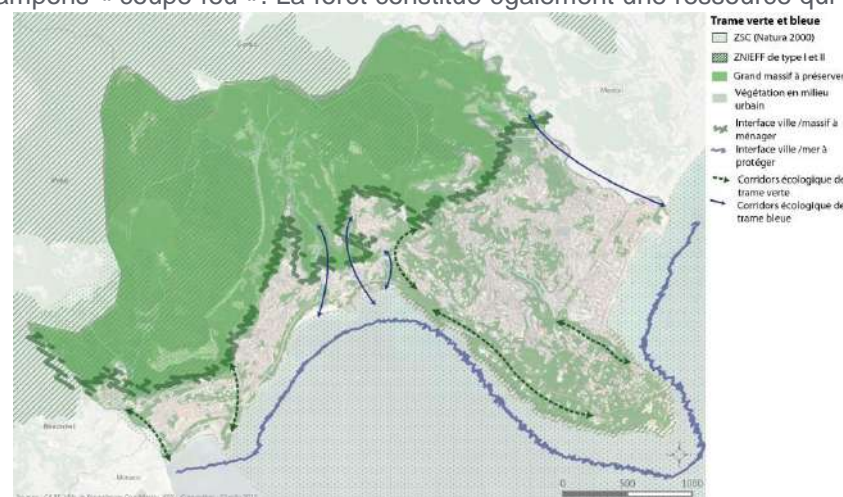 tampons « coupe feu ». La forêt constitue également une ressource qui
Trame verte et bleue
ZSC (Natura 2000)
ZNIEFF de type I et II
Grand massif à préserver
Végétation en milieu
urbain
Interface ville /massif à
ménager
Interface ville /mer à
protéger
Corridors écologique de
trame verte
Corridors écologique de
trame bleue
Gorbio
Menton
Beausoleil
Monaco
0 500 1000